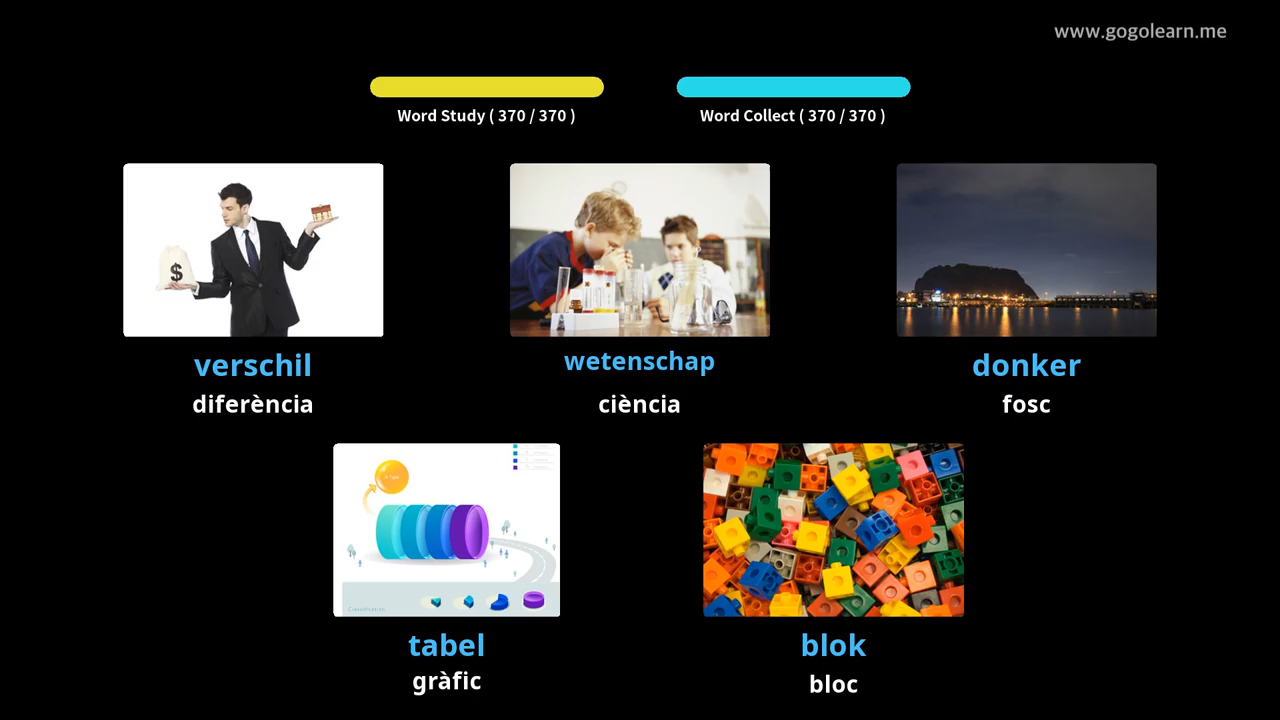 www.gogolearn.me
Word Study ( 370 / 370 )
Word Collect ( 370 / 370 )
$
verschil
diferència
wetenschap
ciència
donker
fosc
Classification
tabel
gràfic
blok
bloc